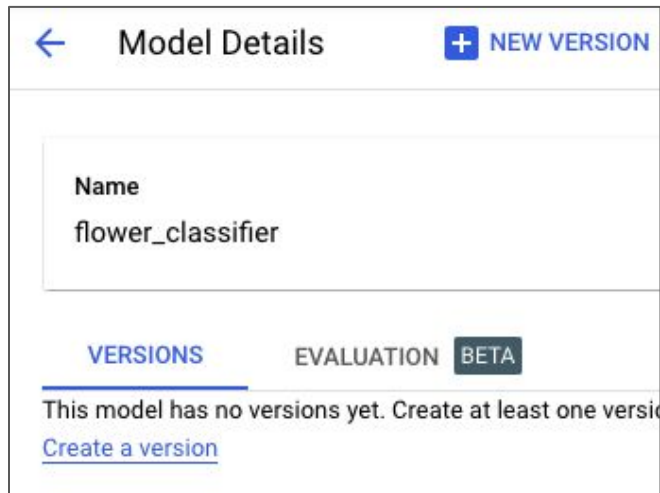 Model Details
NEW VERSION
Name
flower_classifier
VERSIONS
EVALUATION BETA
This model has no versions yet. Create at least one
Create a version